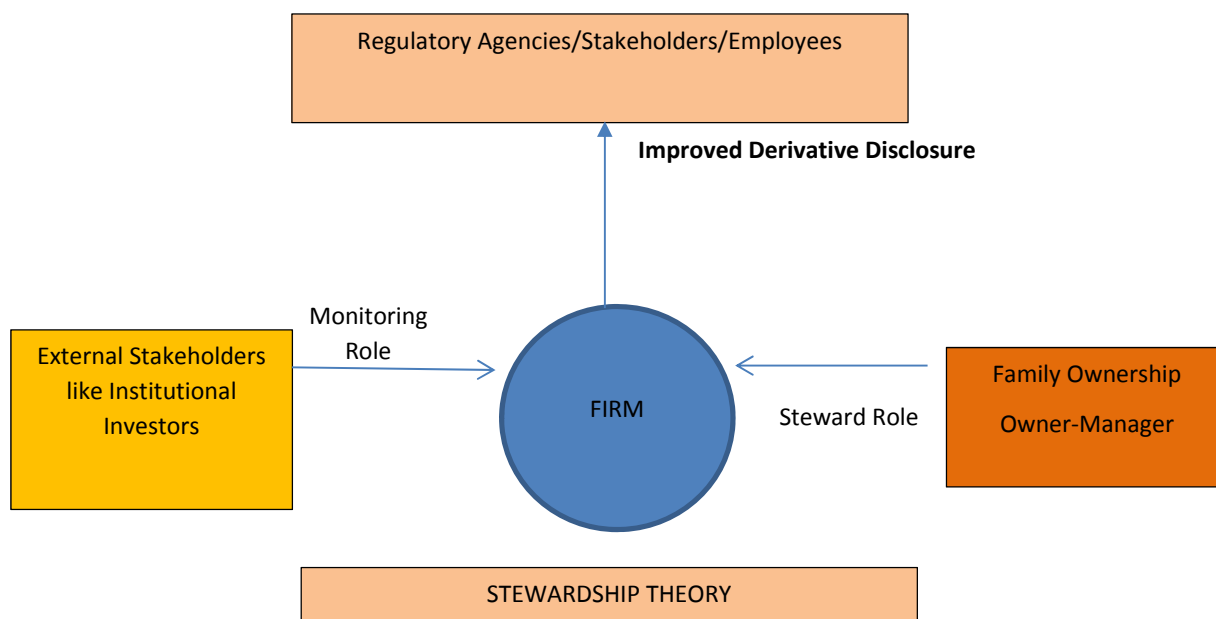 Regulatory Agencies/Stakeholders/Employees
Improved Derivative Disclosure
Monitoring
Role
External Stakeholders
like Institutional
Investors
FIRM
Steward Role
Family Ownership
Owner-Manager
STEWARDSHIP THEORY